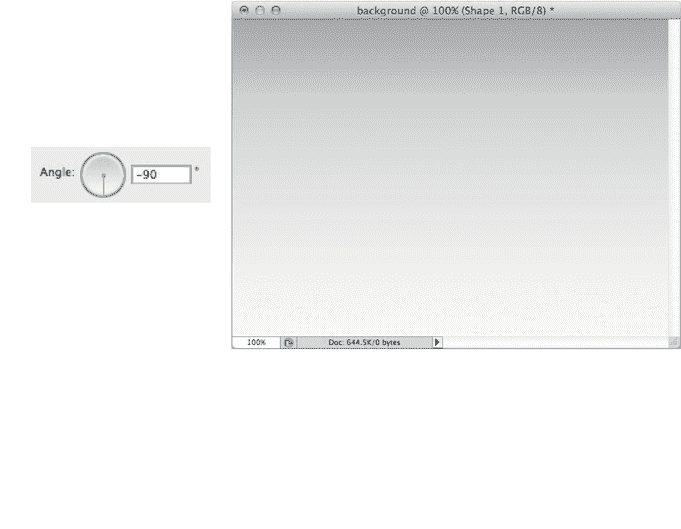 background @ 100% (Shape 1, RGB/8) *
Angle: -90 °
100% Doc: 644.5K/0 bytes